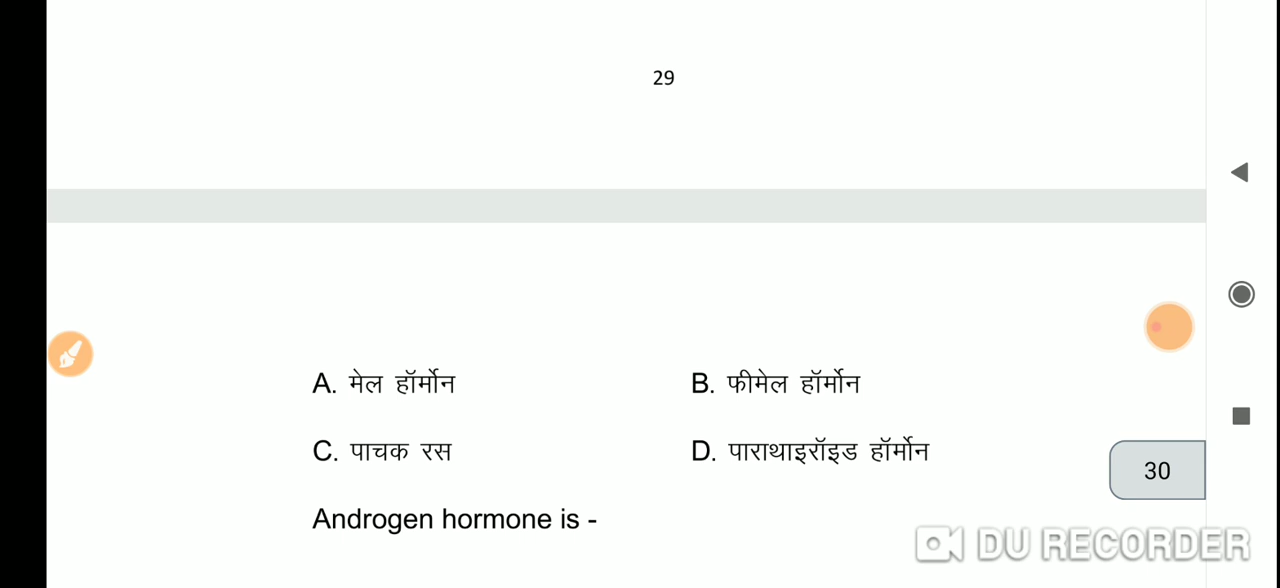 29
A. मेल हॉर्मोन B. फीमेल हॉर्मोन
C. पाचक रस D. पाराथाइरॉइड हॉर्मोन
30
Androgen hormone is -
DU RECORDER